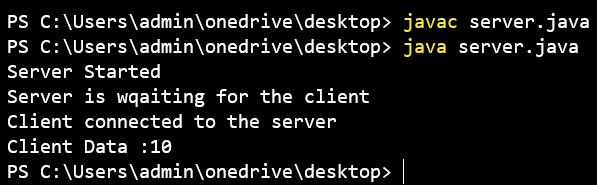 PS C:\Users\admin\onedrive\desktop> javac server.java
PS C:\Users\admin\onedrive\desktop> java server.java
Server Started
Server is wqaiting for the client
Client connected to the server
Client Data :10
PS C:\Users\admin\onedrive\desktop>